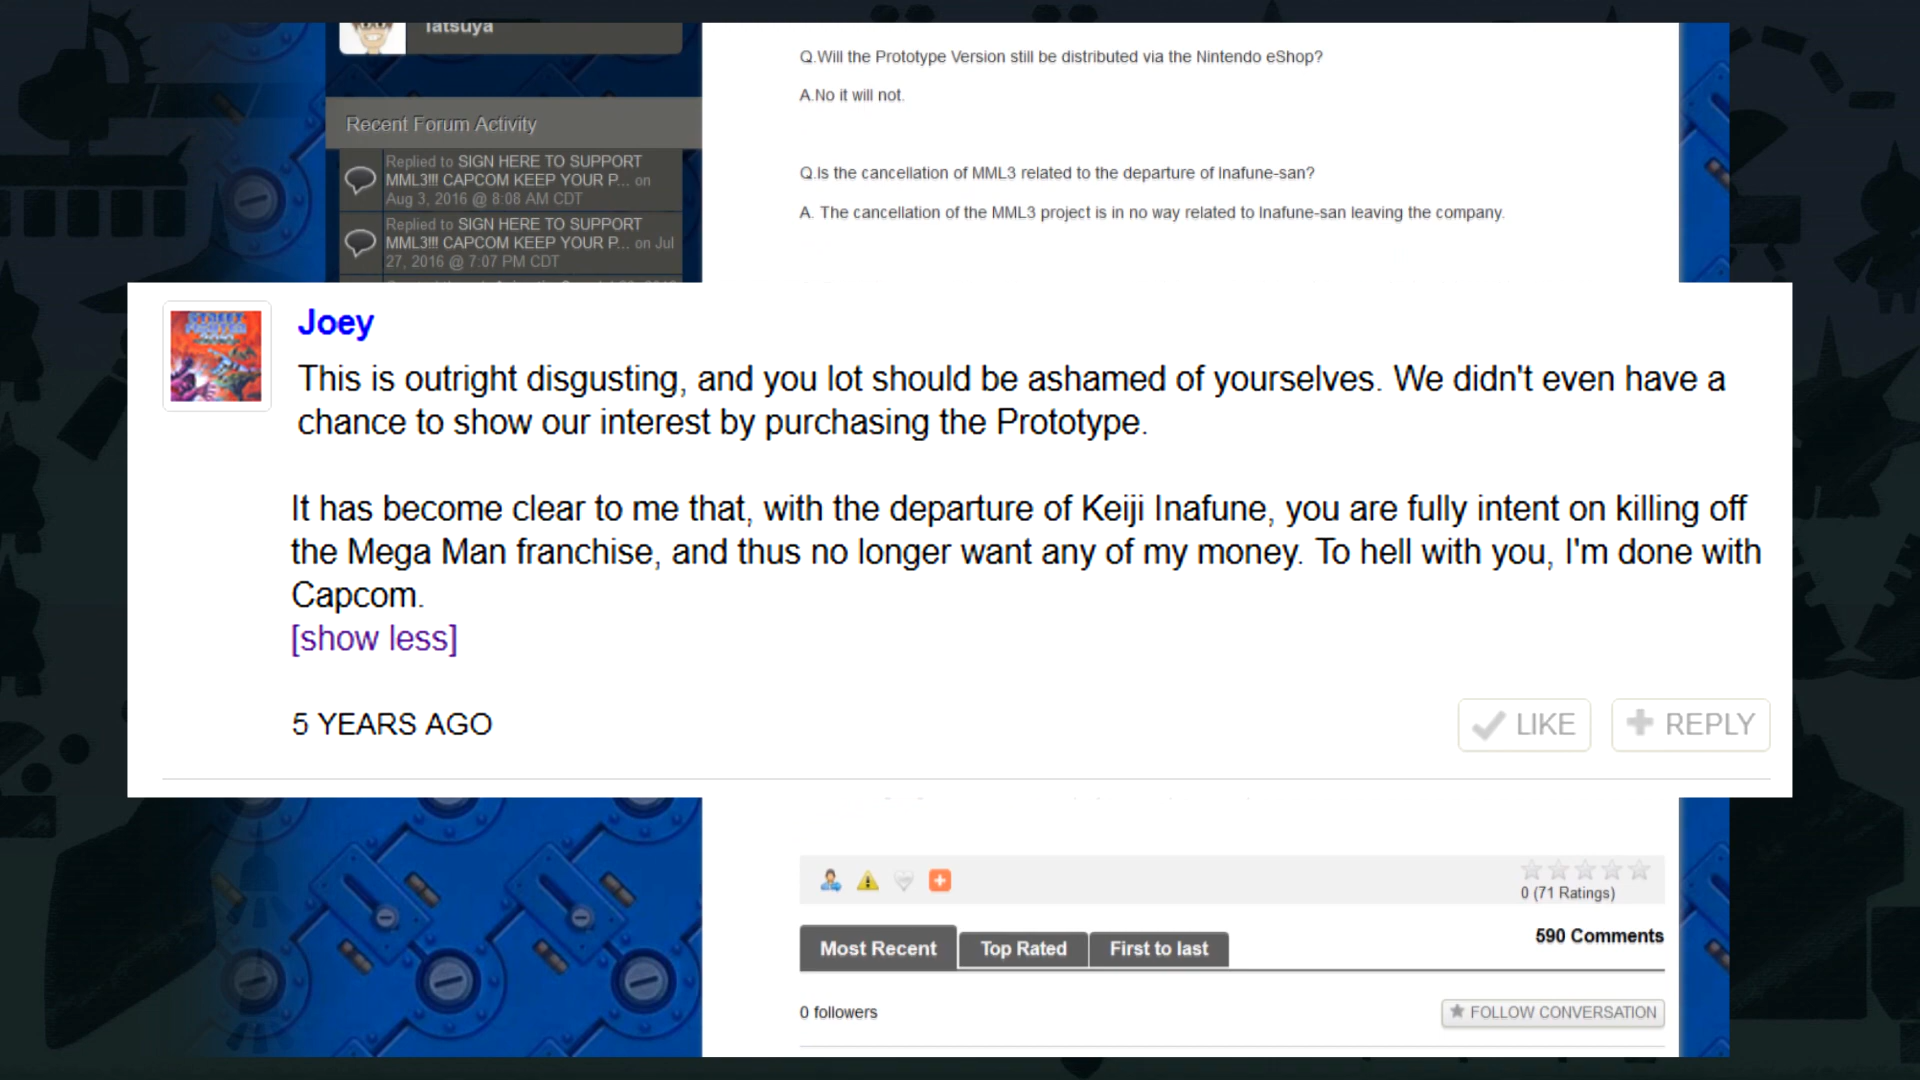 Tatsuya
Recent Forum Activity
Replied to SIGN HERE TO SUPPORT
MML3!!! CAPCOM KEEP YOUR P... on
Aug 3, 2016 @ 8:08 AM CDT
Replied to SIGN HERE TO SUPPORT
MML3!!! CAPCOM KEEP YOUR P... on Jul
27, 2016 @ 7:07 PM CDT
Q.Will the Prototype Version still be distributed via the Nintendo eShop?
A.No it will not.
Q.Is the cancellation of MML3 related to the departure of Inafune-san?
A. The cancellation of the MML3 project is in no way related to Inafune-san leaving the company.
Joey
This is outright disgusting, and you lot should be ashamed of yourselves. We didn't even have a
chance to show our interest by purchasing the Prototype.
It has become clear to me that, with the departure of Keiji Inafune, you are fully intent on killing off
the Mega Man franchise, and thus no longer want any of my money. To hell with you, I'm done with
Capcom.
[show less]
5 YEARS AGO
LIKE
REPLY
0 (71 Ratings)
Most Recent
Top Rated
First to last
590 Comments
0 followers
FOLLOW CONVERSATION